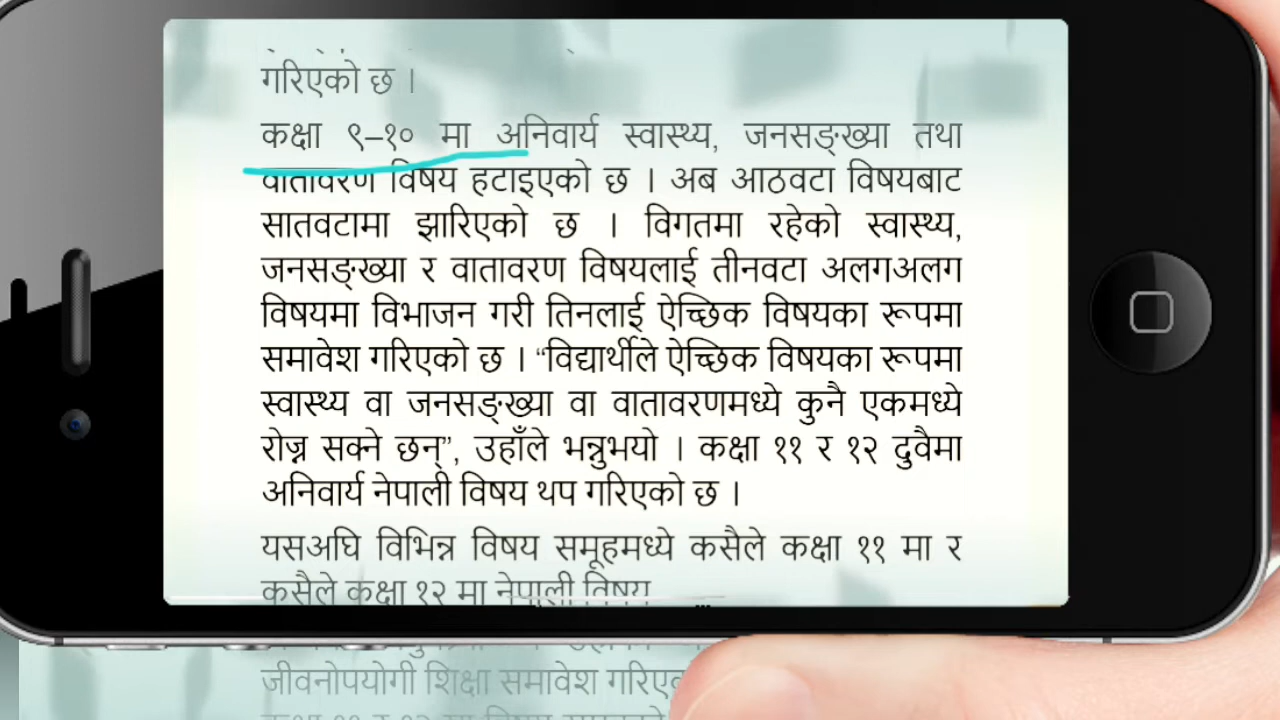 गरिएको छ ।
कक्षा ९–१० मा अनिवार्य स्वास्थ्य, जनसङ्ख्या तथा
वातावरण विषय हटाइएको छ । अब आठवटा विषयबाट
सातवटामा झारिएको छ । विगतमा रहेको स्वास्थ्य,
जनसङ्ख्या र वातावरण विषयलाई तीनवटा अलगअलग
विषयमा विभाजन गरी तिनलाई ऐच्छिक विषयका रूपमा
समावेश गरिएको छ । “विद्यार्थीले ऐच्छिक विषयका रूपमा
स्वास्थ्य वा जनसङ्ख्या वा वातावरणमध्ये कुनै एकमध्ये
रोज्न सक्ने छन्”, उहाँले भन्नुभयो । कक्षा ११ र १२ दुवैमा
अनिवार्य नेपाली विषय थप गरिएको छ ।
यसअघि विभिन्न विषय समूहमध्ये कसैले कक्षा ११ मा र
कसैले कक्षा १२ मा नेपाली विषय
जीवनोपयोगी शिक्षा समावेश